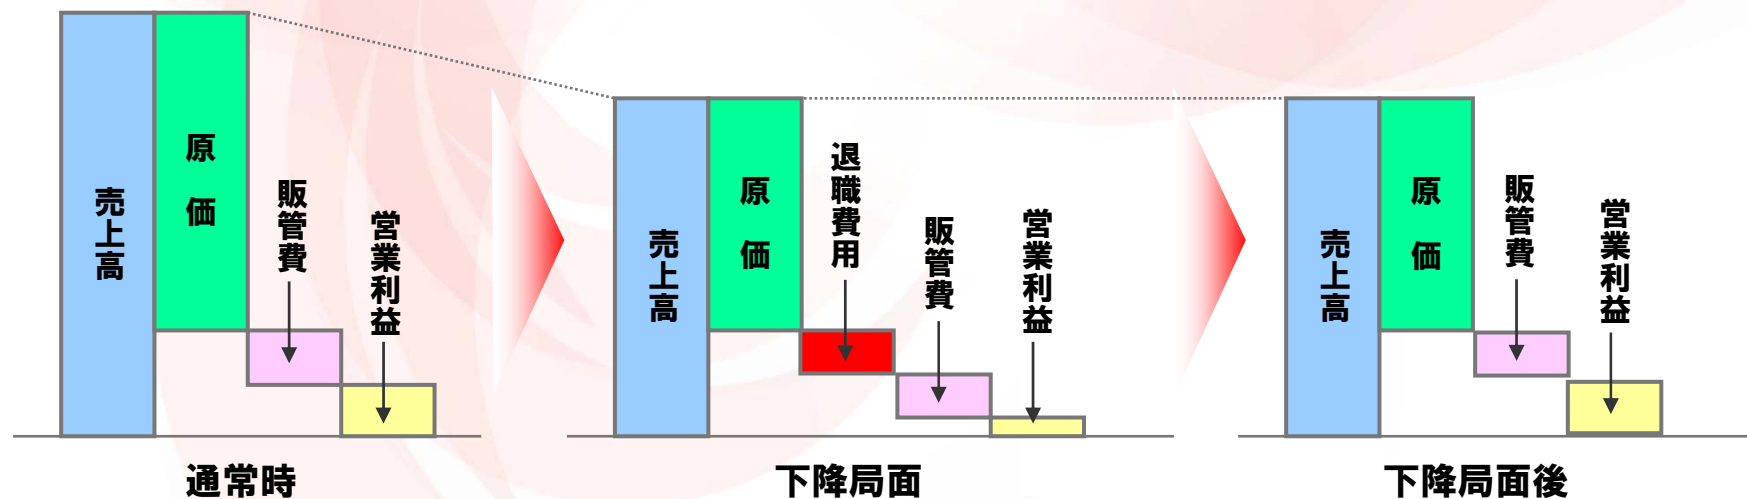 売上高
原価
販管費
営業利益
通常時
売上高
原価
退職費用
販管費
営業利益
下降局面
売上高
原価
販管費
営業利益
下降局面後